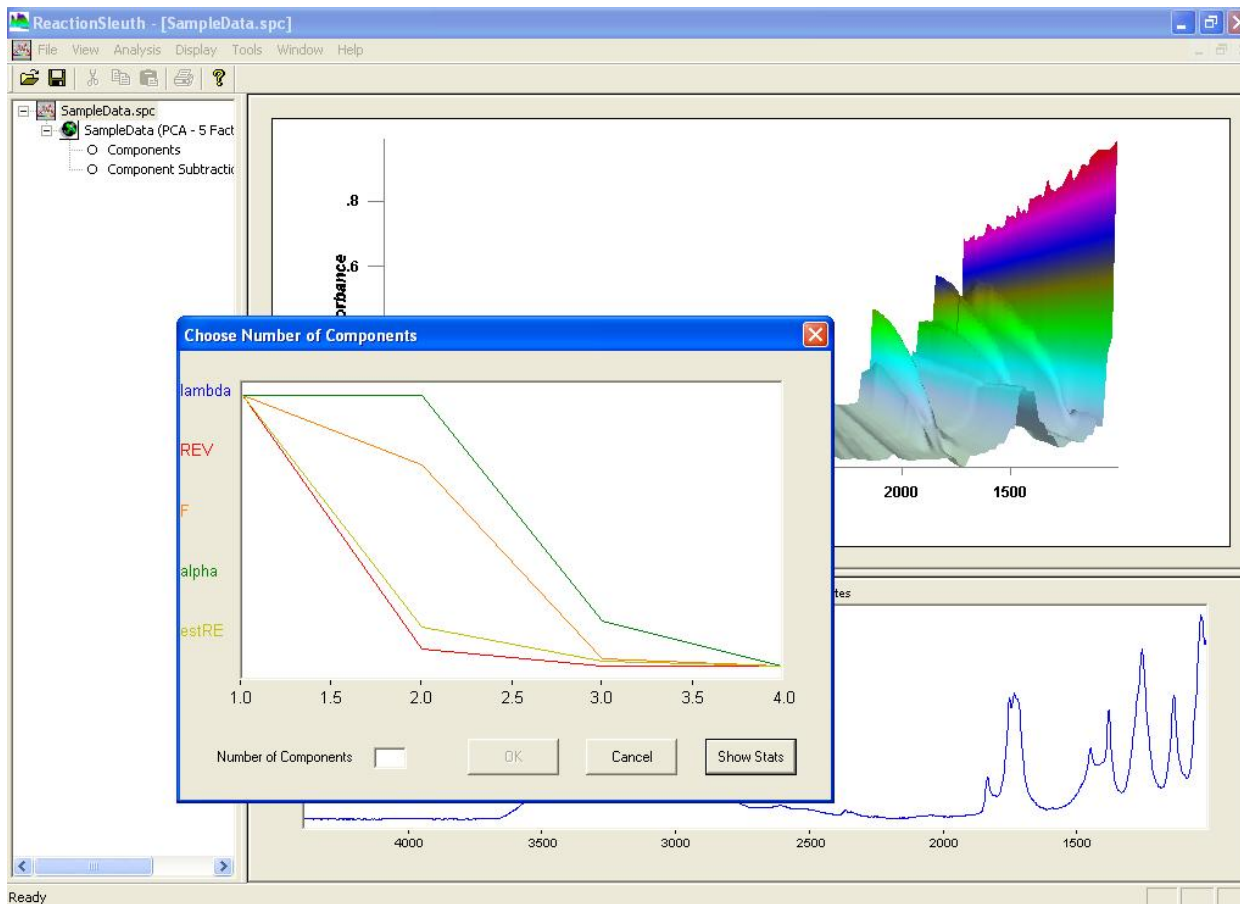 ReactionSleuth - [SampleData.spc]
File View Analysis Display Tools Window Help
SampleData.spc
SampleData (PCA - 5 Fact
Components
Component Subtractic
.8
.6
orbance
2000 1500
Choose Number of Components
lambda
REV
F
alpha
estRE
1.0 1.5 2.0 2.5 3.0 3.5 4.0
Number of Components
OK Cancel Show Stats
tes
4000 3500 3000 2500 2000 1500
Ready